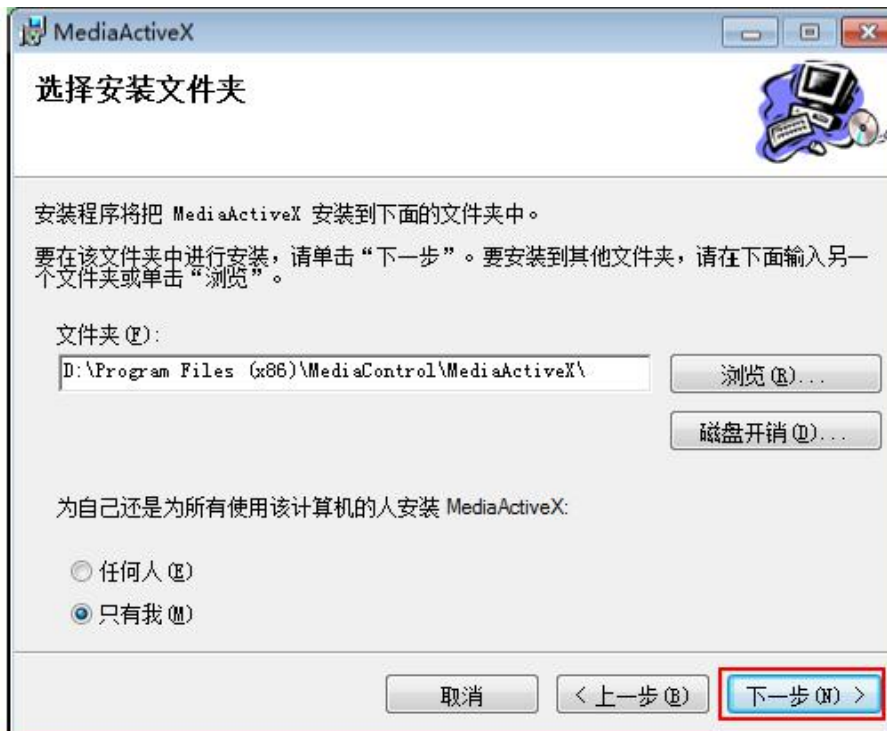 MediaActiveX
选择安装文件夹
安装程序将把 MediaActiveX 安装到下面的文件夹中。
要在该文件夹中进行安装，请单击“下一步”。要安装到其他文件夹，请在下面输入另一
个文件夹或单击“浏览”。
文件夹(F):
D:\Program Files (x86)\MediaControl\MediaActiveX\
浏览(R)...
磁盘开销(D)...
为自己还是为所有使用该计算机的人安装 MediaActiveX:
任何人(E)
只有我(M)
取消
< 上一步(B)
下一步(N) >